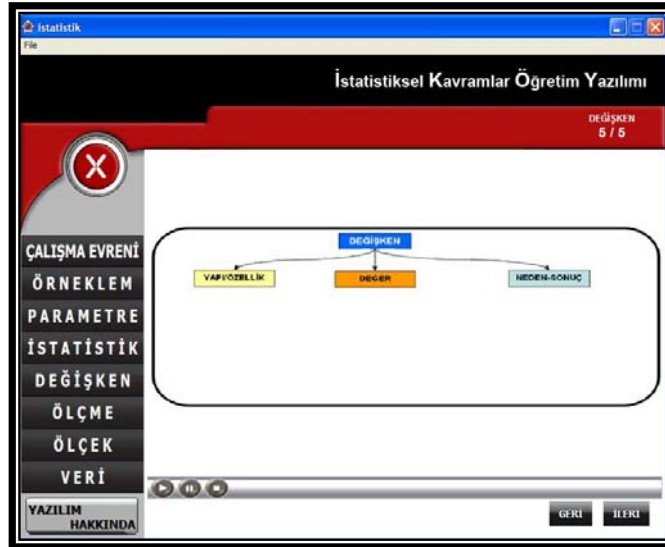 istatistik
File
İstatistiksel Kavramlar Öğretim Yazılımı
DEĞİŞKEN
5 / 5
X
ÇALIŞMA EVRENİ
ÖRNEKLEM
PARAMETRE
İSTATİSTİK
DEĞİŞKEN
ÖLÇME
ÖLÇEK
VERİ
YAZILIM
HAKKINDA
DEĞİŞKEN
YAPI/ÖZELLİK
DEĞER
NEDEN-SONUÇ
GERİ
İLERİ